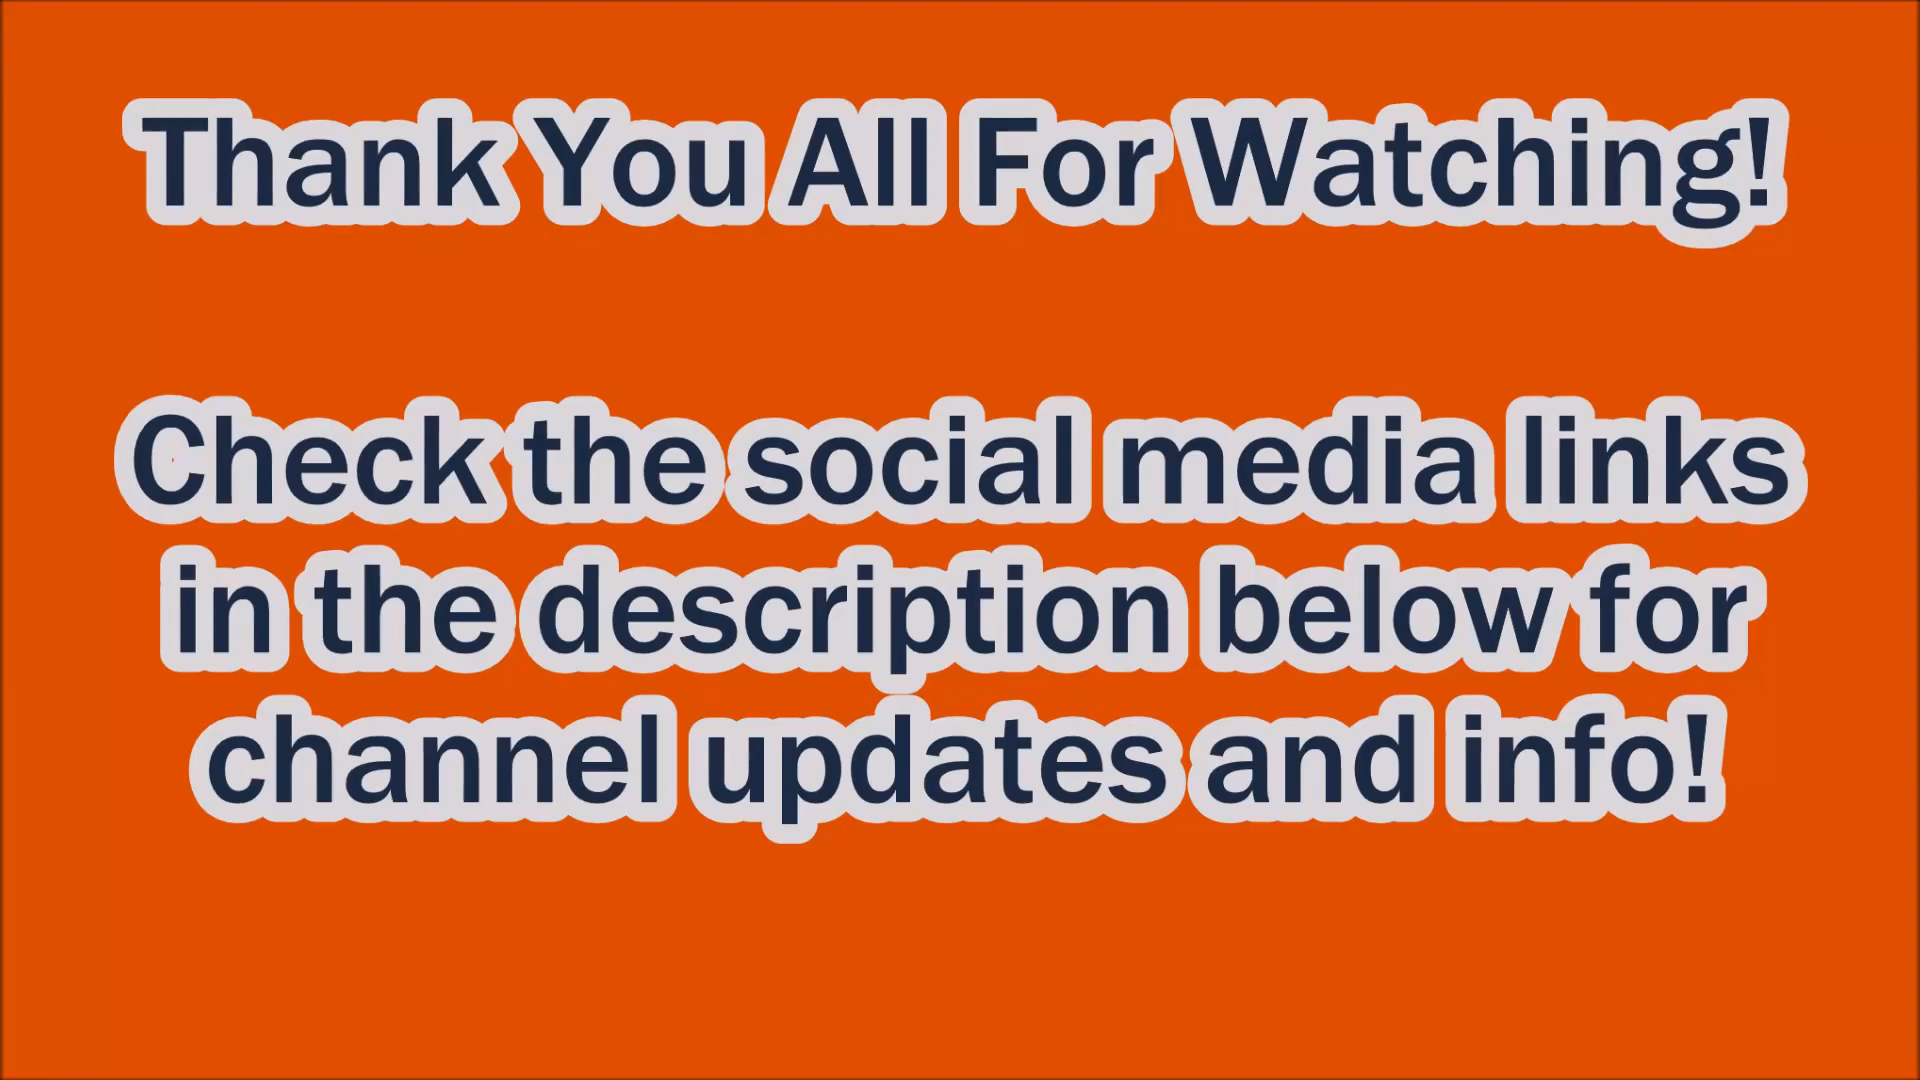 Thank You All For Watching!
Check the social media links
in the description below for
channel updates and info!